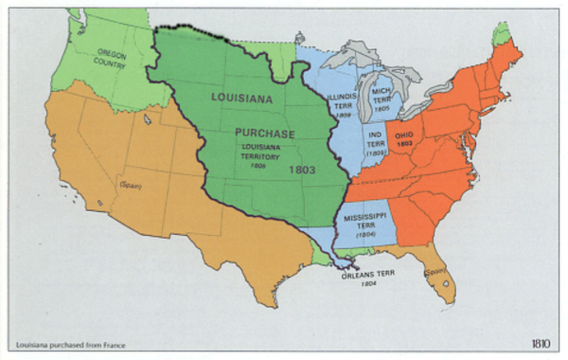 OREGON
COUNTRY
LOUISIANA
PURCHASE
LOUISIANA
TERRITORY
1805
1803
ILLINOIS
TERR
1809
MICH
TERR
1805
IND
TERR
(1809)
OHIO
1803
(Spain)
MISSISSIPPI
TERR
(1804)
ORLEANS TERR
1804
(Spain)
Louisiana purchased from France
1810